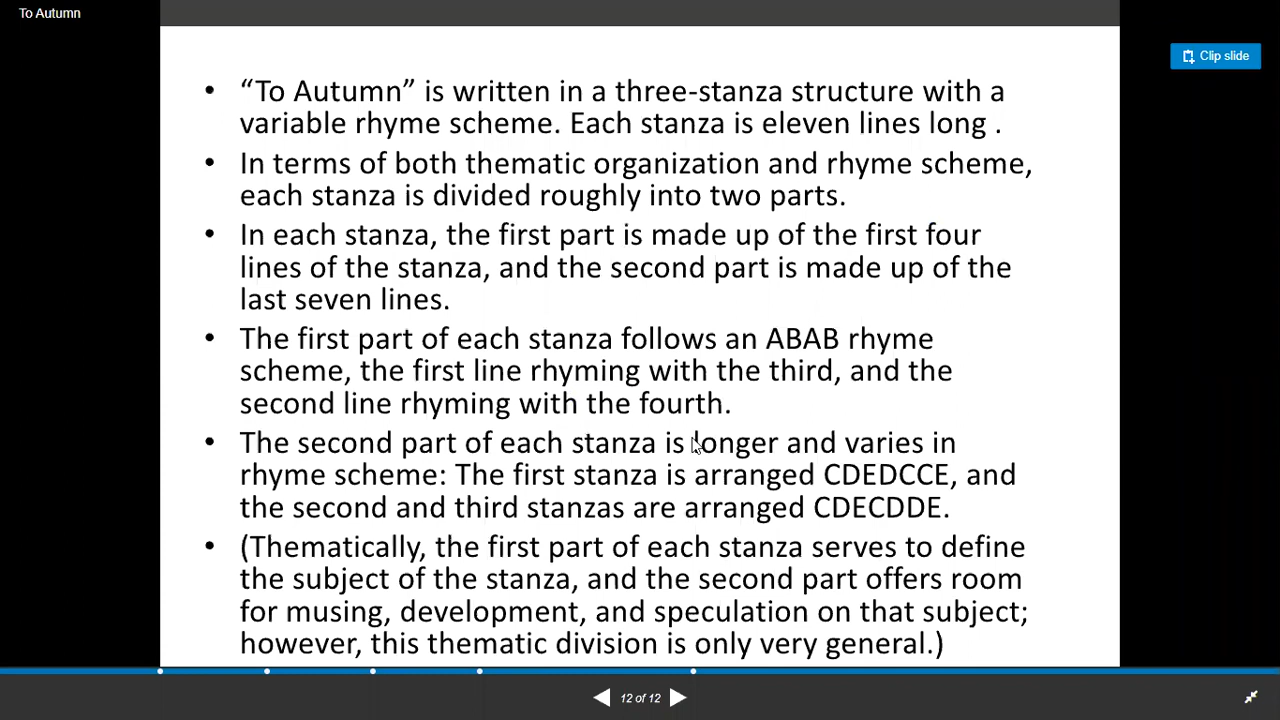 To Autumn
Clip slide
• “To Autumn” is written in a three-stanza structure with a
variable rhyme scheme. Each stanza is eleven lines long .
• In terms of both thematic organization and rhyme scheme,
each stanza is divided roughly into two parts.
• In each stanza, the first part is made up of the first four
lines of the stanza, and the second part is made up of the
last seven lines.
• The first part of each stanza follows an ABAB rhyme
scheme, the first line rhyming with the third, and the
second line rhyming with the fourth.
• The second part of each stanza is longer and varies in
rhyme scheme: The first stanza is arranged CDEDCCE, and
the second and third stanzas are arranged CDECDDE.
• (Thematically, the first part of each stanza serves to define
the subject of the stanza, and the second part offers room
for musing, development, and speculation on that subject;
however, this thematic division is only very general.)
12 of 12